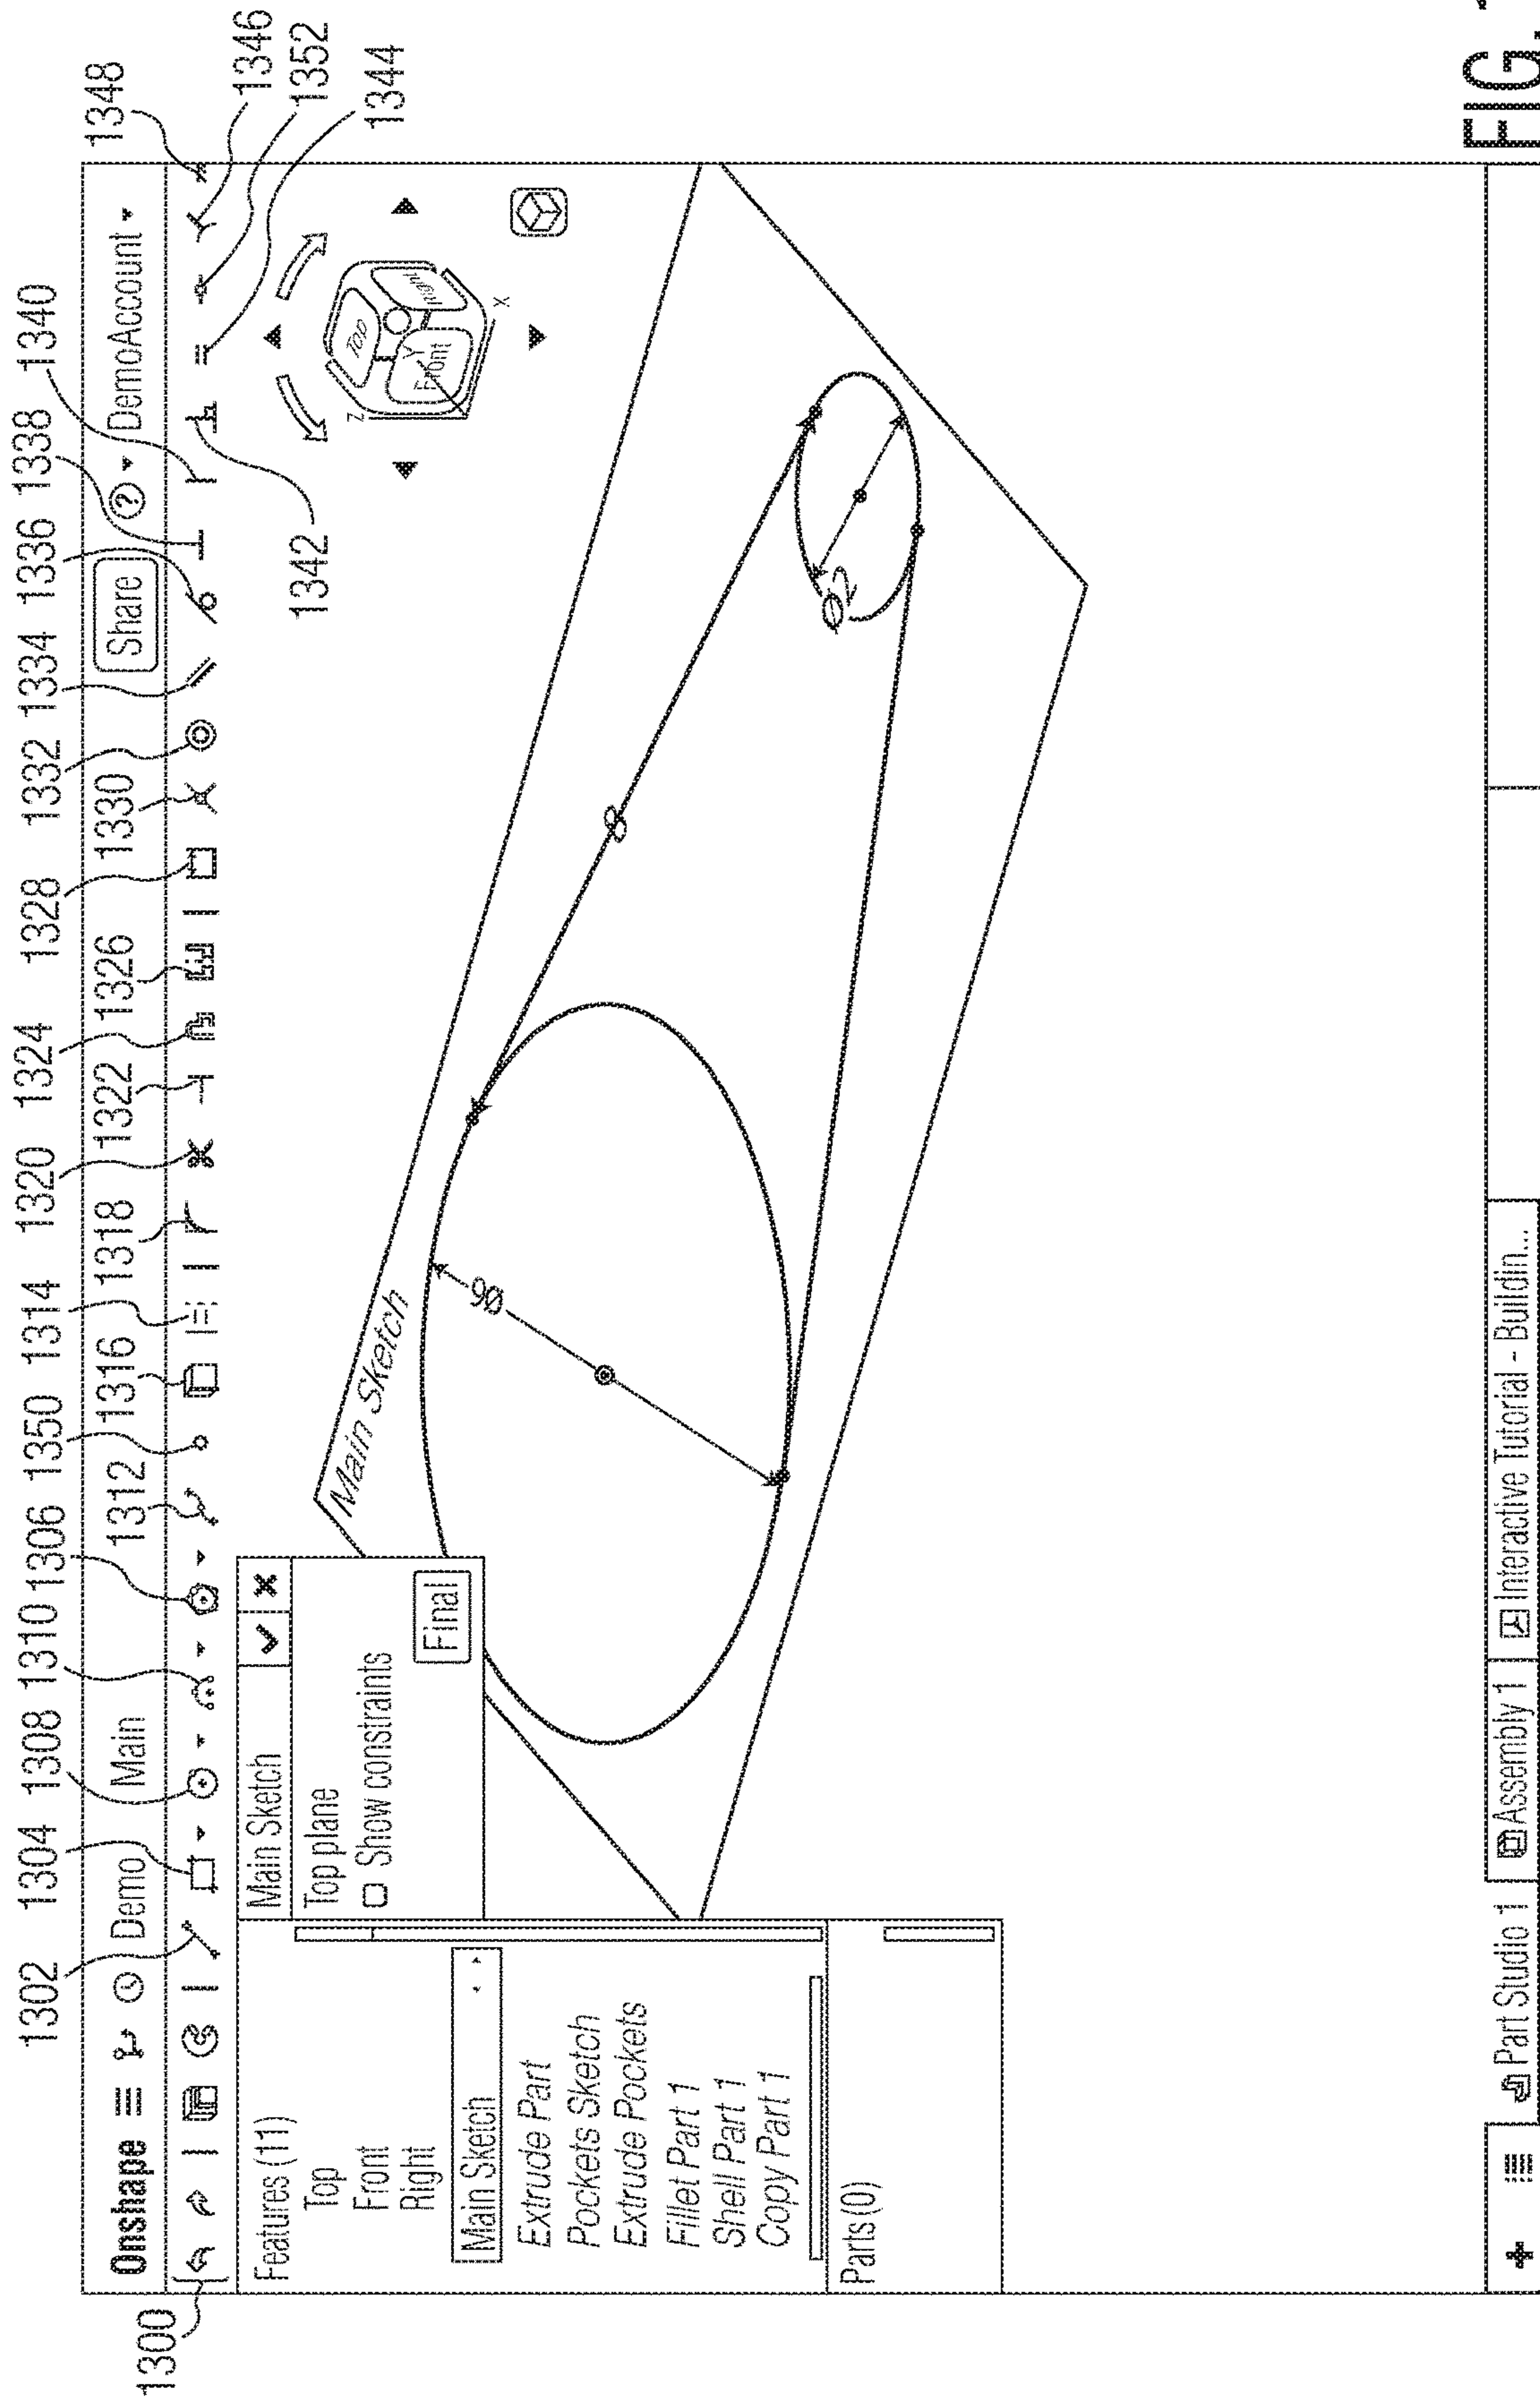 1304 1308 1310 1306 1350 1316 1314 1318 1320 1322 1324 1326 1328 1330 1332 1334 1336 1338 1340
1302
1312
1348
1346
1352
1344
1342
1300
Onshape Demo Main Share ? DemoAccount
Features (11)
Top
Front
Right
Main Sketch
Extrude Part
Pockets Sketch
Extrude Pockets
Fillet Part 1
Shell Part 1
Copy Part 1
Parts (0)
Main Sketch
Top plane
Show constraints
Final
Main Sketch
8
Ø2
Z
Top
Y
Front
Right
X
Part Studio 1 Assembly 1 Interactive Tutorial - Buildin...
FIG.